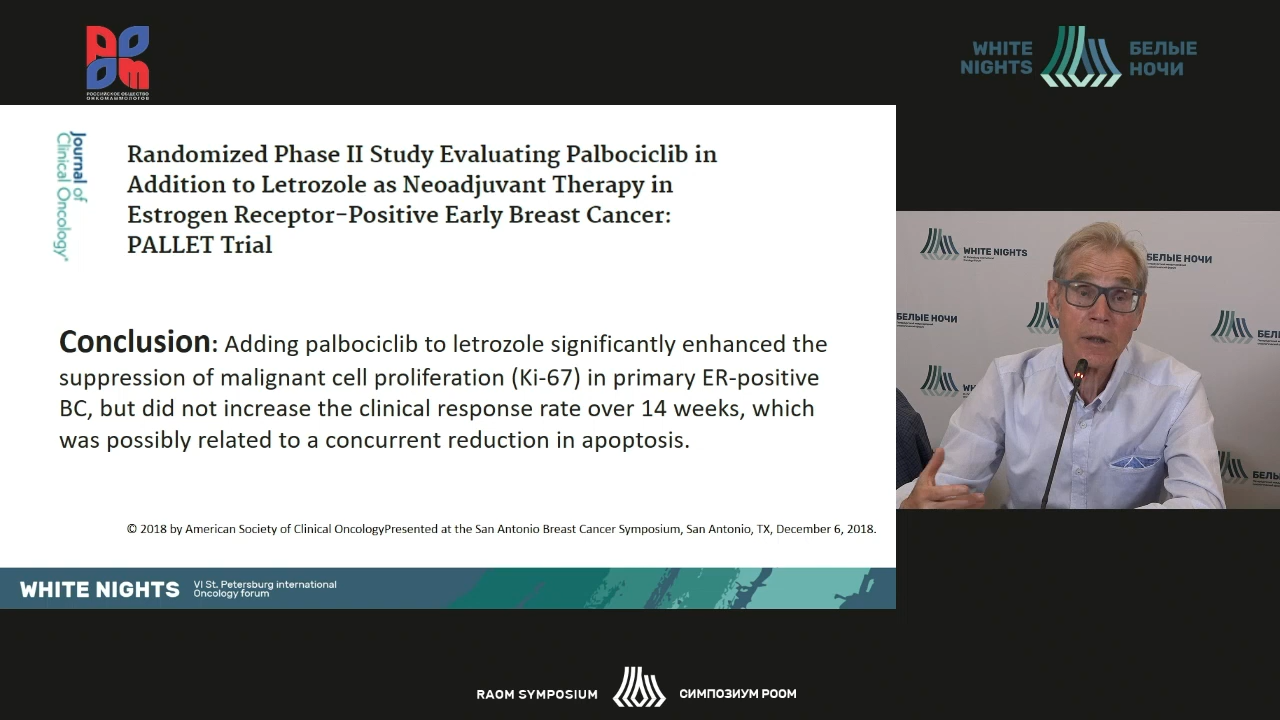 РОССИЙСКОЕ ОБЩЕСТВО
ОНКОМАММОЛОГОВ
WHITE
NIGHTS
БЕЛЫЕ
НОЧИ
Journal of
Clinical Oncology®
Randomized Phase II Study Evaluating Palbociclib in
Addition to Letrozole as Neoadjuvant Therapy in
Estrogen Receptor-Positive Early Breast Cancer:
PALLET Trial
Conclusion: Adding palbociclib to letrozole significantly enhanced the
suppression of malignant cell proliferation (Ki-67) in primary ER-positive
BC, but did not increase the clinical response rate over 14 weeks, which
was possibly related to a concurrent reduction in apoptosis.
© 2018 by American Society of Clinical OncologyPresented at the San Antonio Breast Cancer Symposium, San Antonio, TX, December 6, 2018.
WHITE NIGHTS
VI St. Petersburg international
Oncology forum
WHITE NIGHTS
БЕЛЫЕ НОЧИ
БЕЛЫЕ НОЧИ
RAOM SYMPOSIUM
СИМПОЗИУМ РООМ